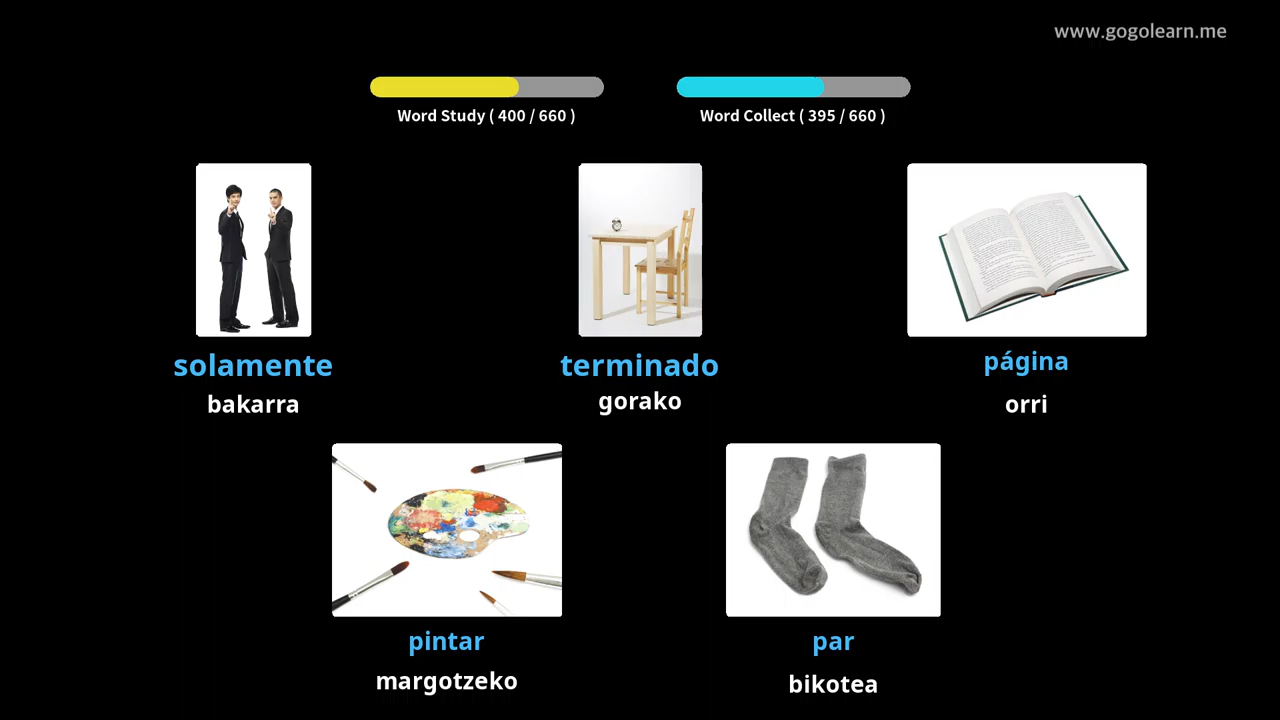 www.gogolearn.me
Word Study ( 400 / 660 )
Word Collect ( 395 / 660 )
solamente
bakarra
terminado
gorako
página
orri
pintar
margotzeko
par
bikotea